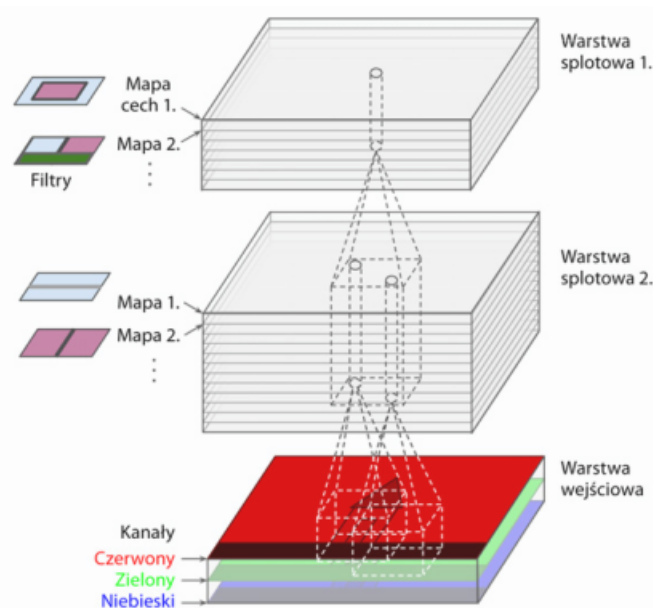 Warstwa
splotowa 1.
Mapa
cech 1.
Mapa 2.
Filtry
Warstwa
splotowa 2.
Mapa 1.
Mapa 2.
Warstwa
wejściowa
Kanały
Czerwony
Zielony
Niebieski